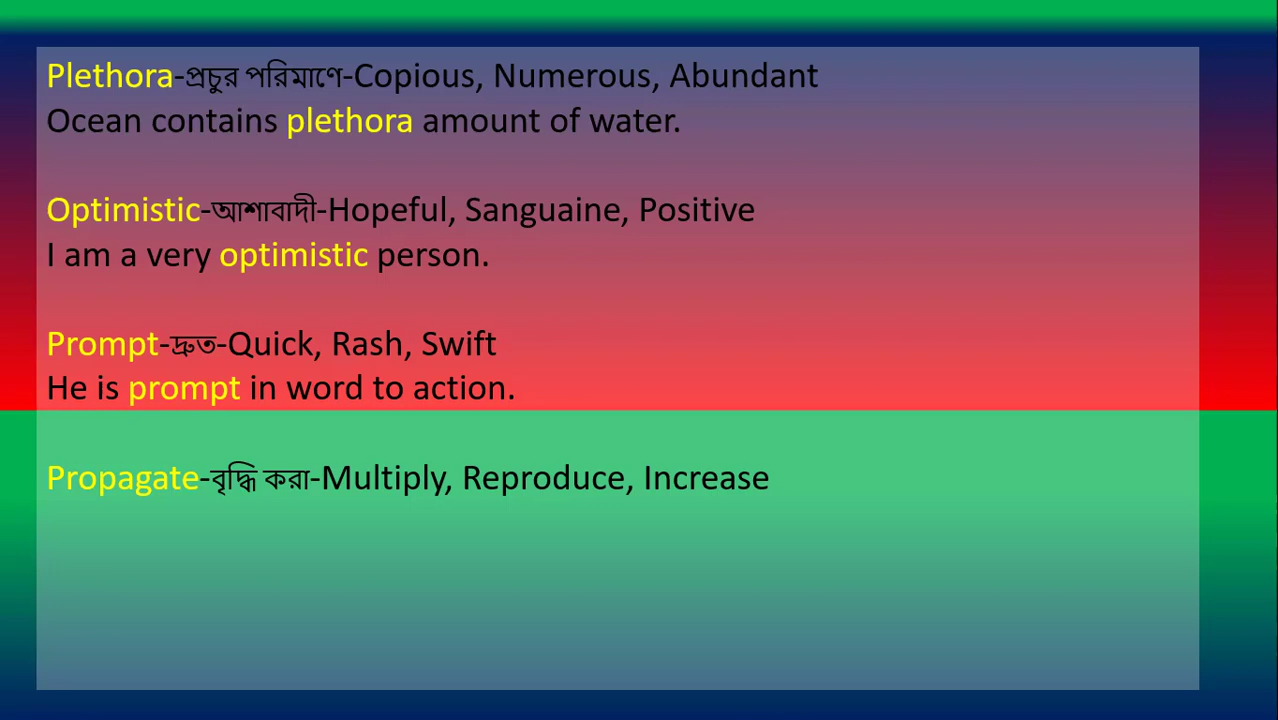 Plethora-প্রচুর পরিমাণে-Copious, Numerous, Abundant
Ocean contains plethora amount of water.
Optimistic-আশাবাদী-Hopeful, Sanguaine, Positive
I am a very optimistic person.
Prompt-দ্রুত-Quick, Rash, Swift
He is prompt in word to action.
Propagate-বৃদ্ধি করা-Multiply, Reproduce, Increase